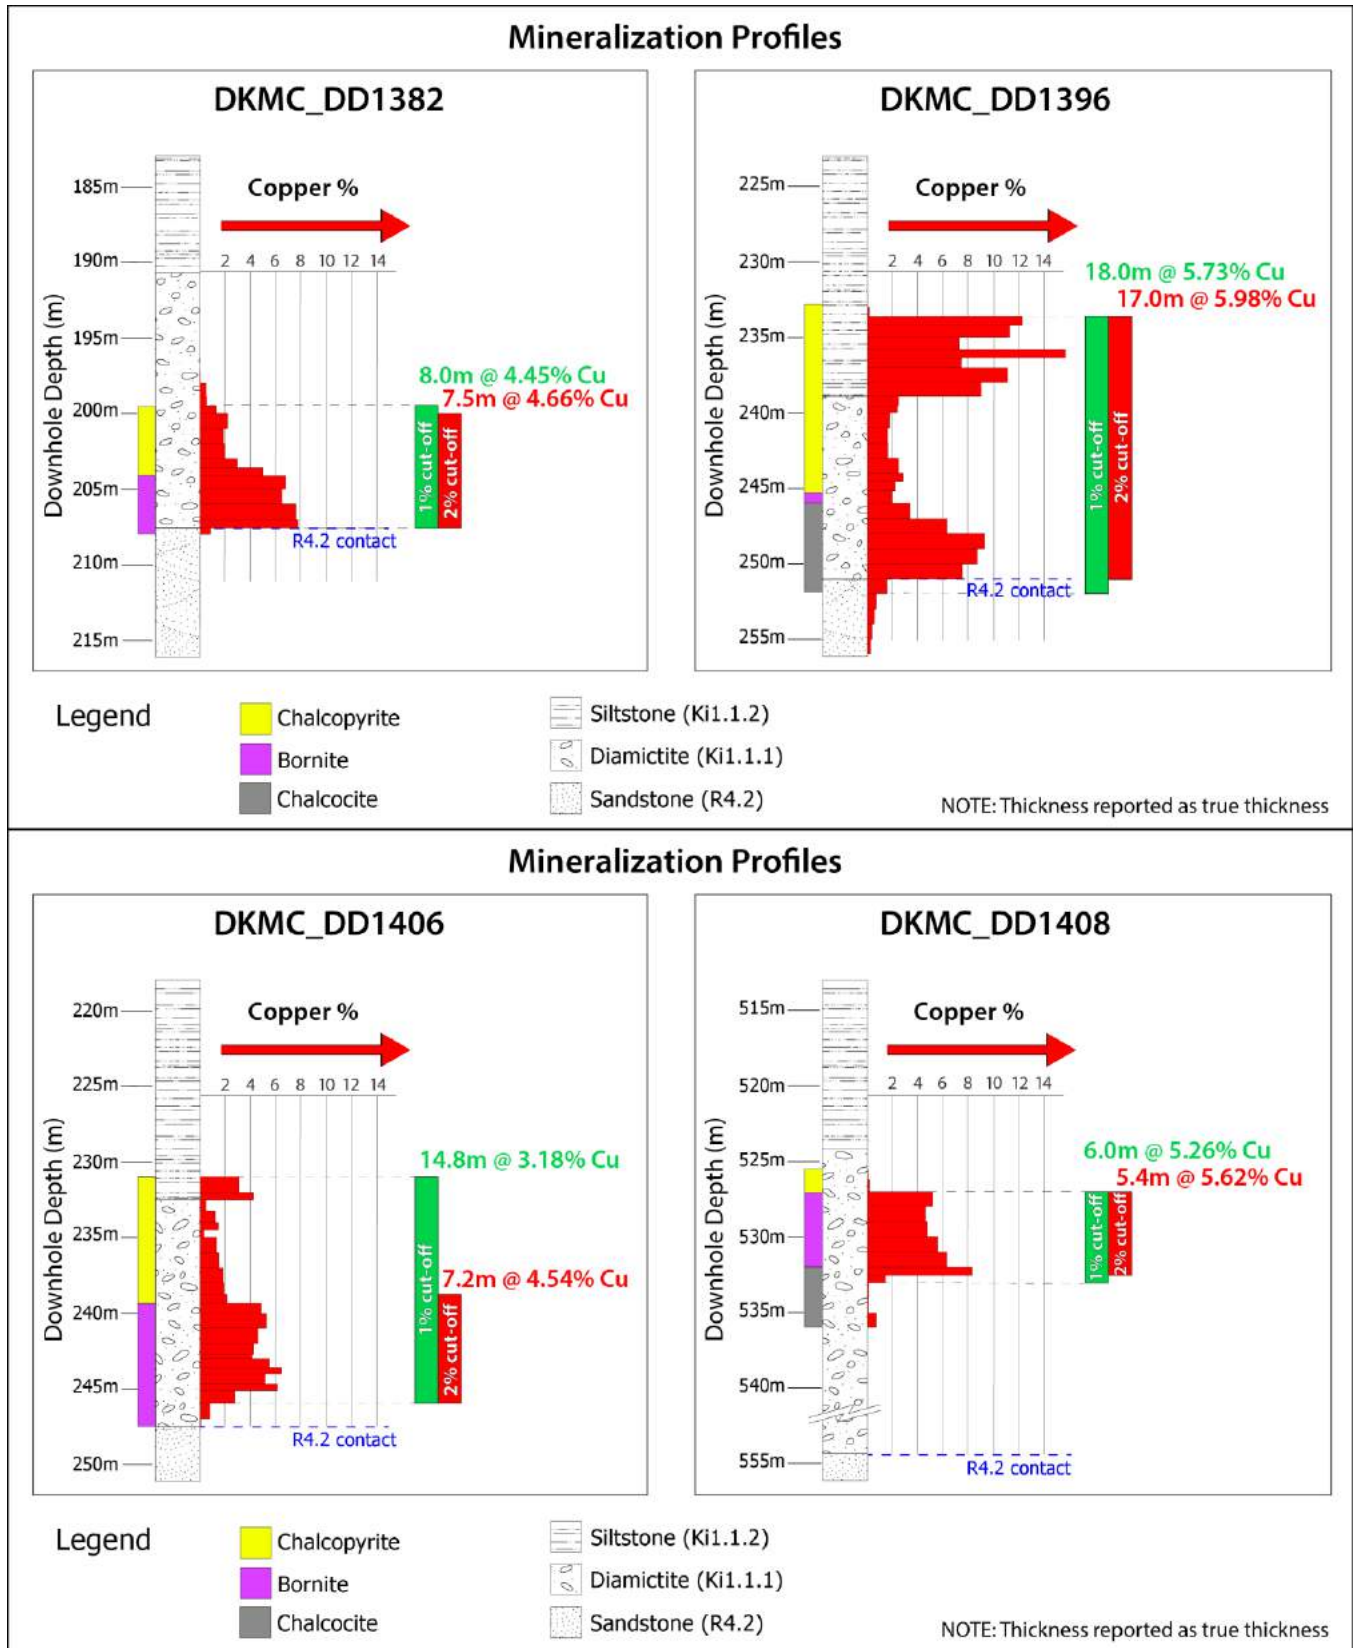 Mineralization Profiles
DKMC_DD1382
Copper %
Downhole Depth (m)
185m
190m
195m
200m
205m
210m
215m
2 4 6 8 10 12 14
8.0m @ 4.45% Cu
7.5m @ 4.66% Cu
1% cut-off
2% cut-off
R4.2 contact
DKMC_DD1396
Copper %
Downhole Depth (m)
225m
230m
235m
240m
245m
250m
255m
2 4 6 8 10 12 14
18.0m @ 5.73% Cu
17.0m @ 5.98% Cu
1% cut-off
2% cut-off
R4.2 contact
Legend
Chalcopyrite
Bornite
Chalcocite
Siltstone (Ki1.1.2)
Diamictite (Ki1.1.1)
Sandstone (R4.2)
NOTE: Thickness reported as true thickness
Mineralization Profiles
DKMC_DD1406
Copper %
Downhole Depth (m)
220m
225m
230m
235m
240m
245m
250m
2 4 6 8 10 12 14
14.8m @ 3.18% Cu
7.2m @ 4.54% Cu
1% cut-off
2% cut-off
R4.2 contact
DKMC_DD1408
Copper %
Downhole Depth (m)
515m
520m
525m
530m
535m
540m
555m
2 4 6 8 10 12 14
6.0m @ 5.26% Cu
5.4m @ 5.62% Cu
1% cut-off
2% cut-off
R4.2 contact
Legend
Chalcopyrite
Bornite
Chalcocite
Siltstone (Ki1.1.2)
Diamictite (Ki1.1.1)
Sandstone (R4.2)
NOTE: Thickness reported as true thickness